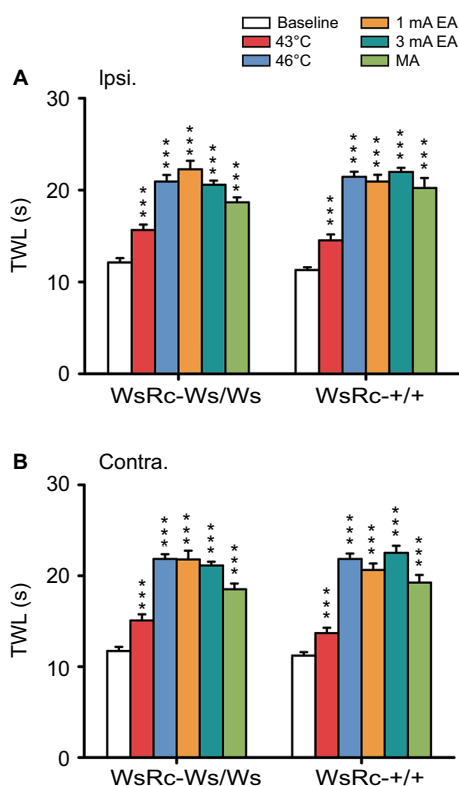 Baseline 1 mA EA
43°C 3 mA EA
46°C MA
A Ipsi.
30
20
10
0
TWL (s)
*** *** *** *** *** *** *** *** *** ***
WsRc-Ws/Ws WsRc-+/+
B Contra.
30
20
10
0
TWL (s)
*** *** *** *** *** *** *** *** *** ***
WsRc-Ws/Ws WsRc-+/+